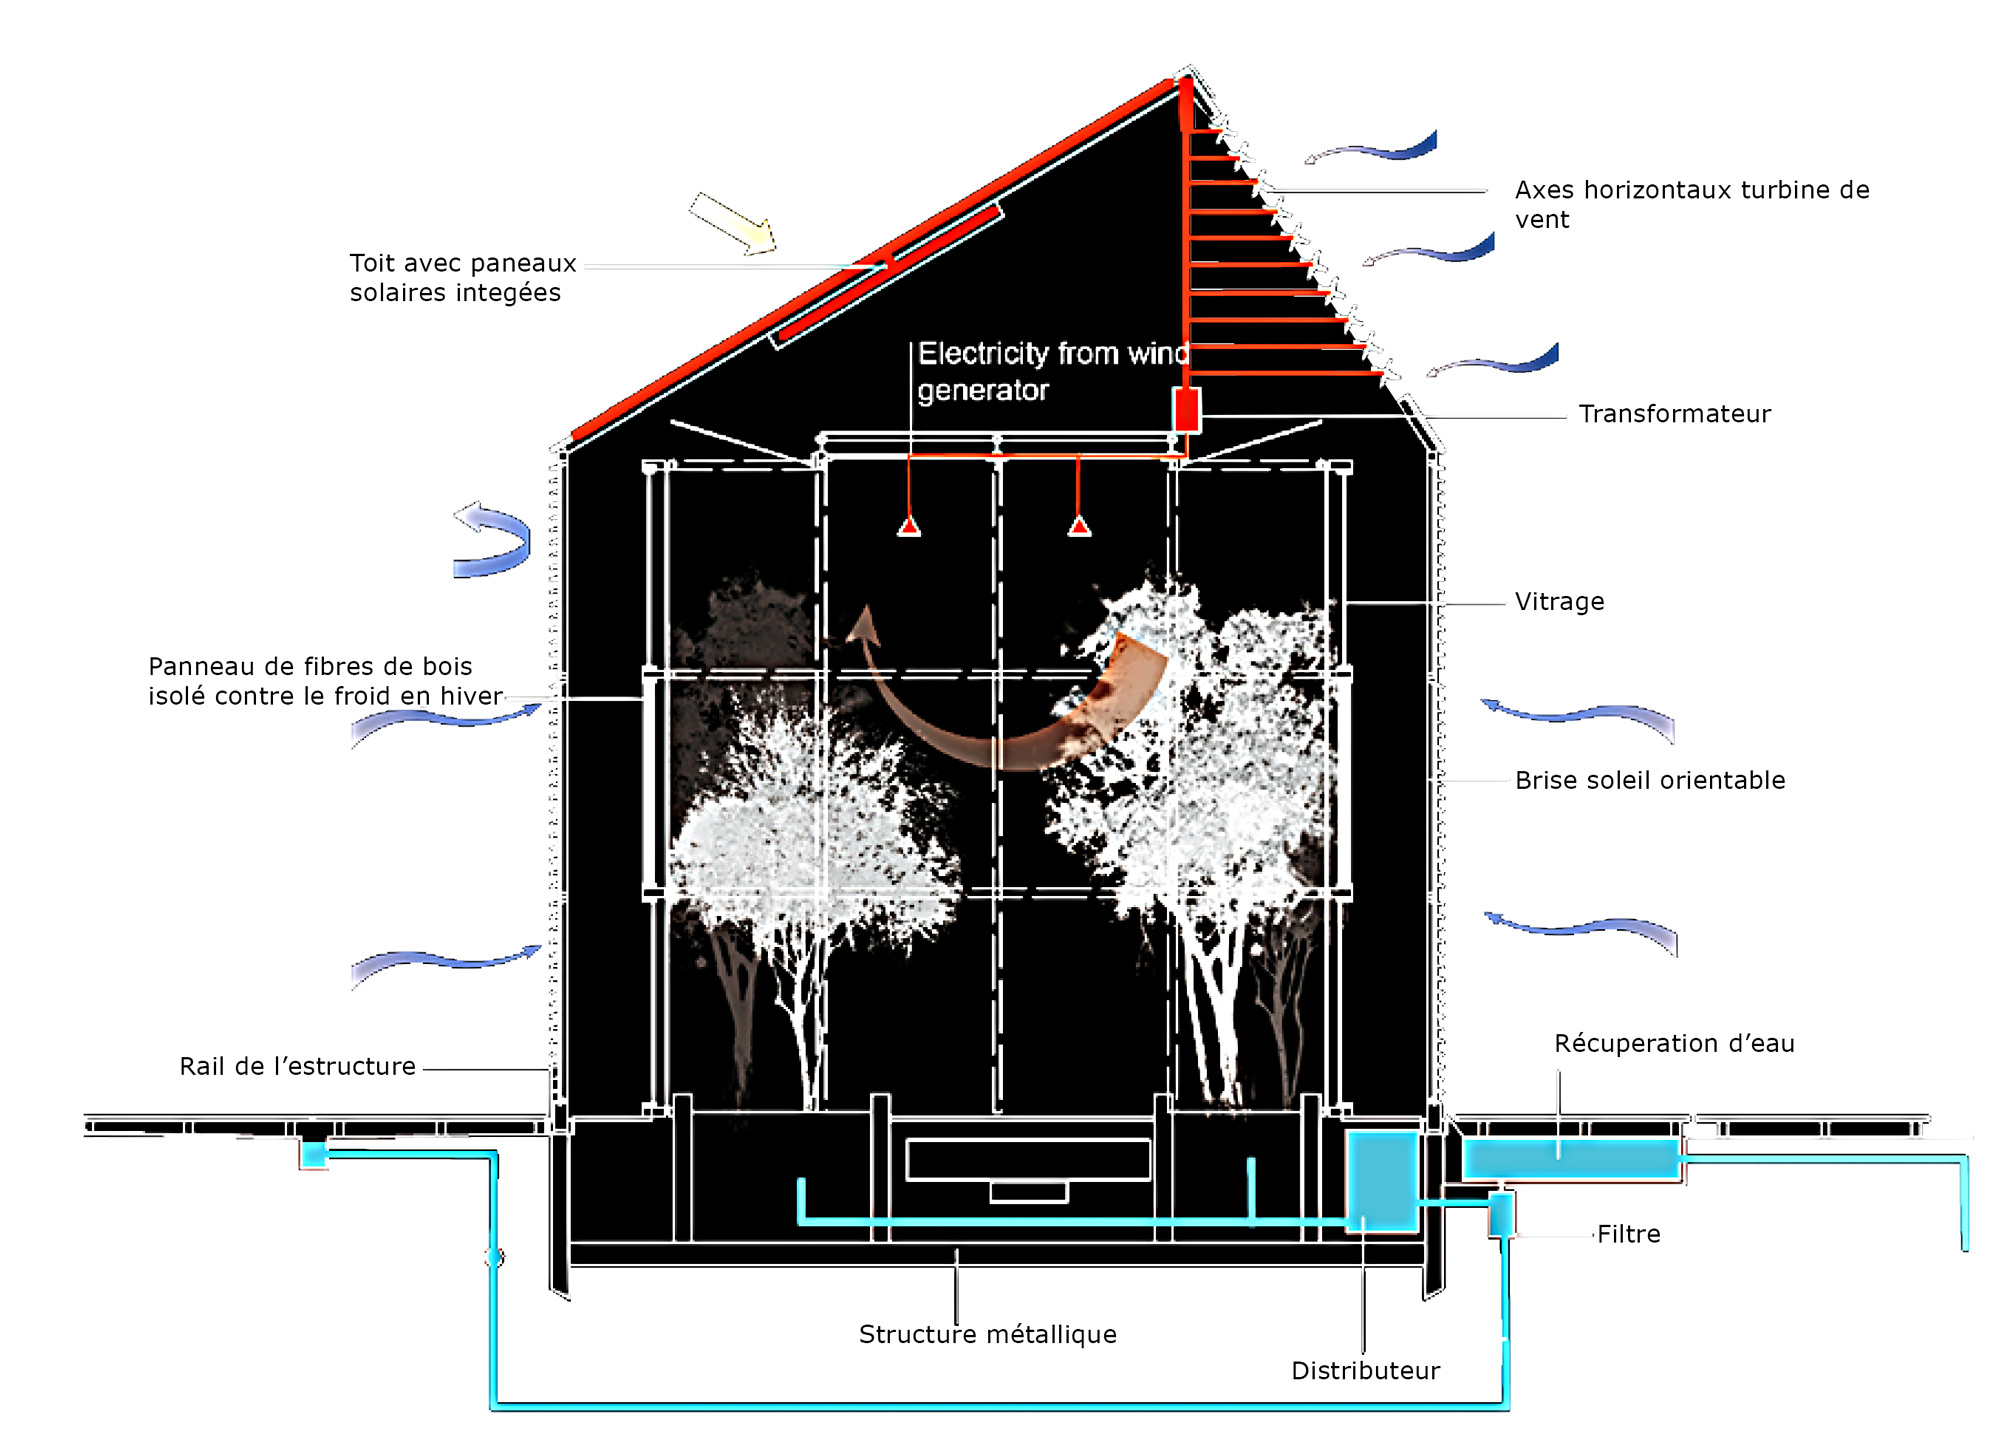 Axes horizontaux turbine de
vent
Toit avec paneaux
solaires integées
Electricity from wind
generator
Transformateur
Vitrage
Panneau de fibres de bois
isolé contre le froid en hiver
Brise soleil orientable
Récuperation d’eau
Rail de l’estructure
Filtre
Structure métallique
Distributeur